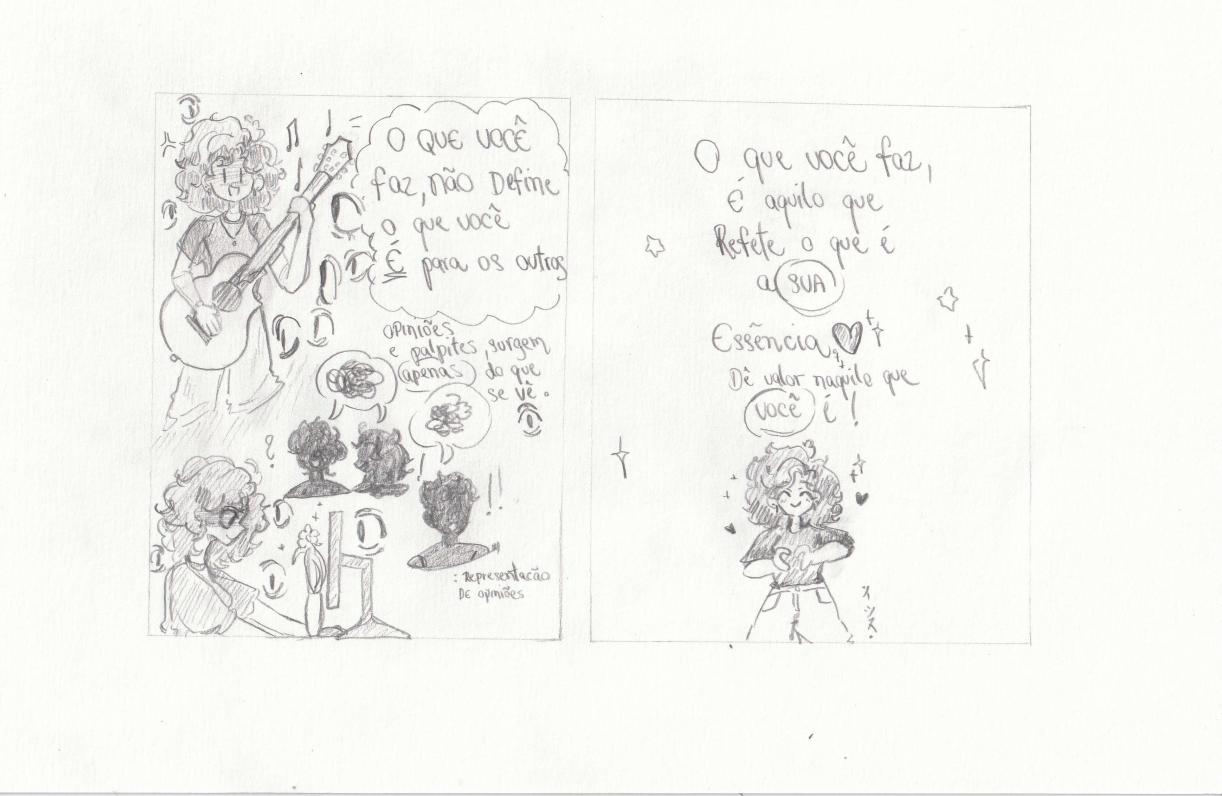 O QUE VOCÊ
faz, não Define
o que você
É para os outros
OPINIÕES
e palpites, surgem
apenas do que
se vê.
?
!
!!
: Representação
DE opiniões
O que você faz,
É aquilo que
Refete o que é
a SUA
Essência
Dê valor naquilo que
você é!